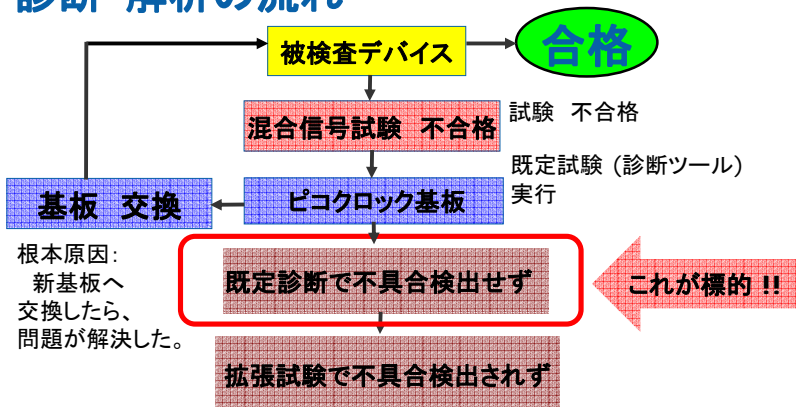 診断 解析の流れ
被検査デバイス
合格
混合信号試験 不合格
試験 不合格
既定試験 (診断ツール)
実行
基板 交換
ピコクロック基板
根本原因:
新基板へ
交換したら、
問題が解決した。
既定診断で不具合検出せず
これが標的 !!
拡張試験で不具合検出されず